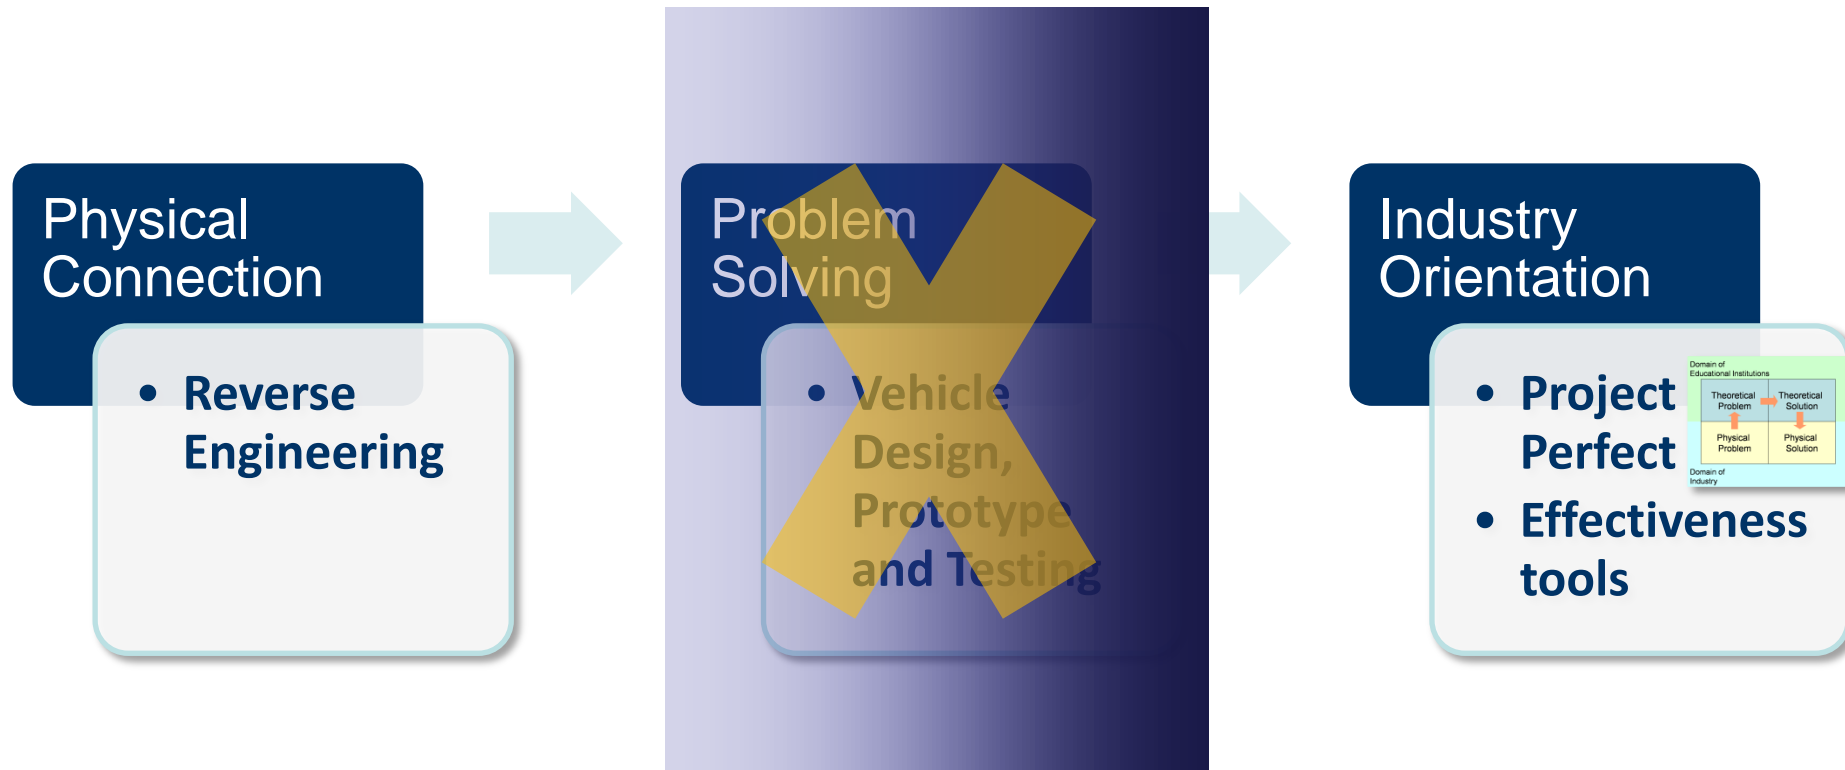 Physical
Connection
• Reverse
Engineering
Problem
Solving
• Vehicle
Design,
Prototype
and Testing
Industry
Orientation
• Project
Perfect
• Effectiveness
tools
Domain of
Educational Institutions
Theoretical
Problem
Theoretical
Solution
Physical
Problem
Physical
Solution
Domain of
Industry